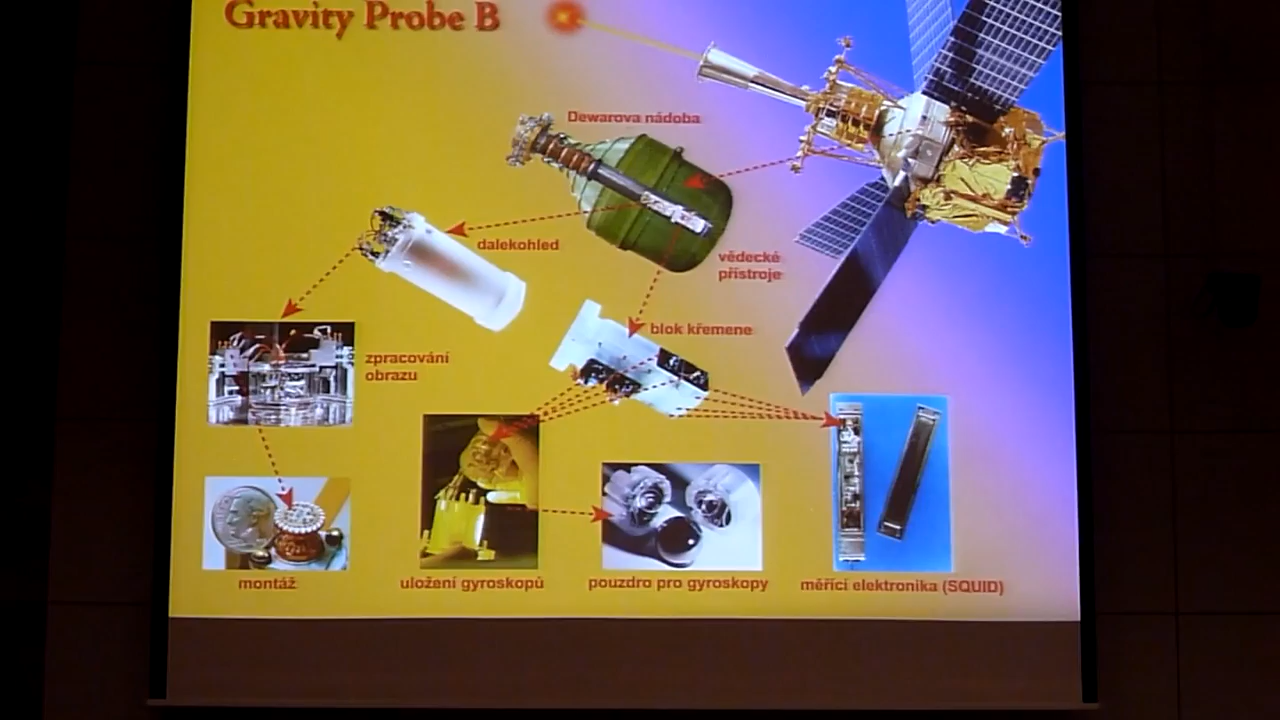 Gravity Probe B
Dewarova nádoba
dalekohled
vědecké
přístroje
blok křemene
zpracování
obrazu
montáž
uložení gyroskopů
pouzdro pro gyroskopy
měřící elektronika (SQUID)